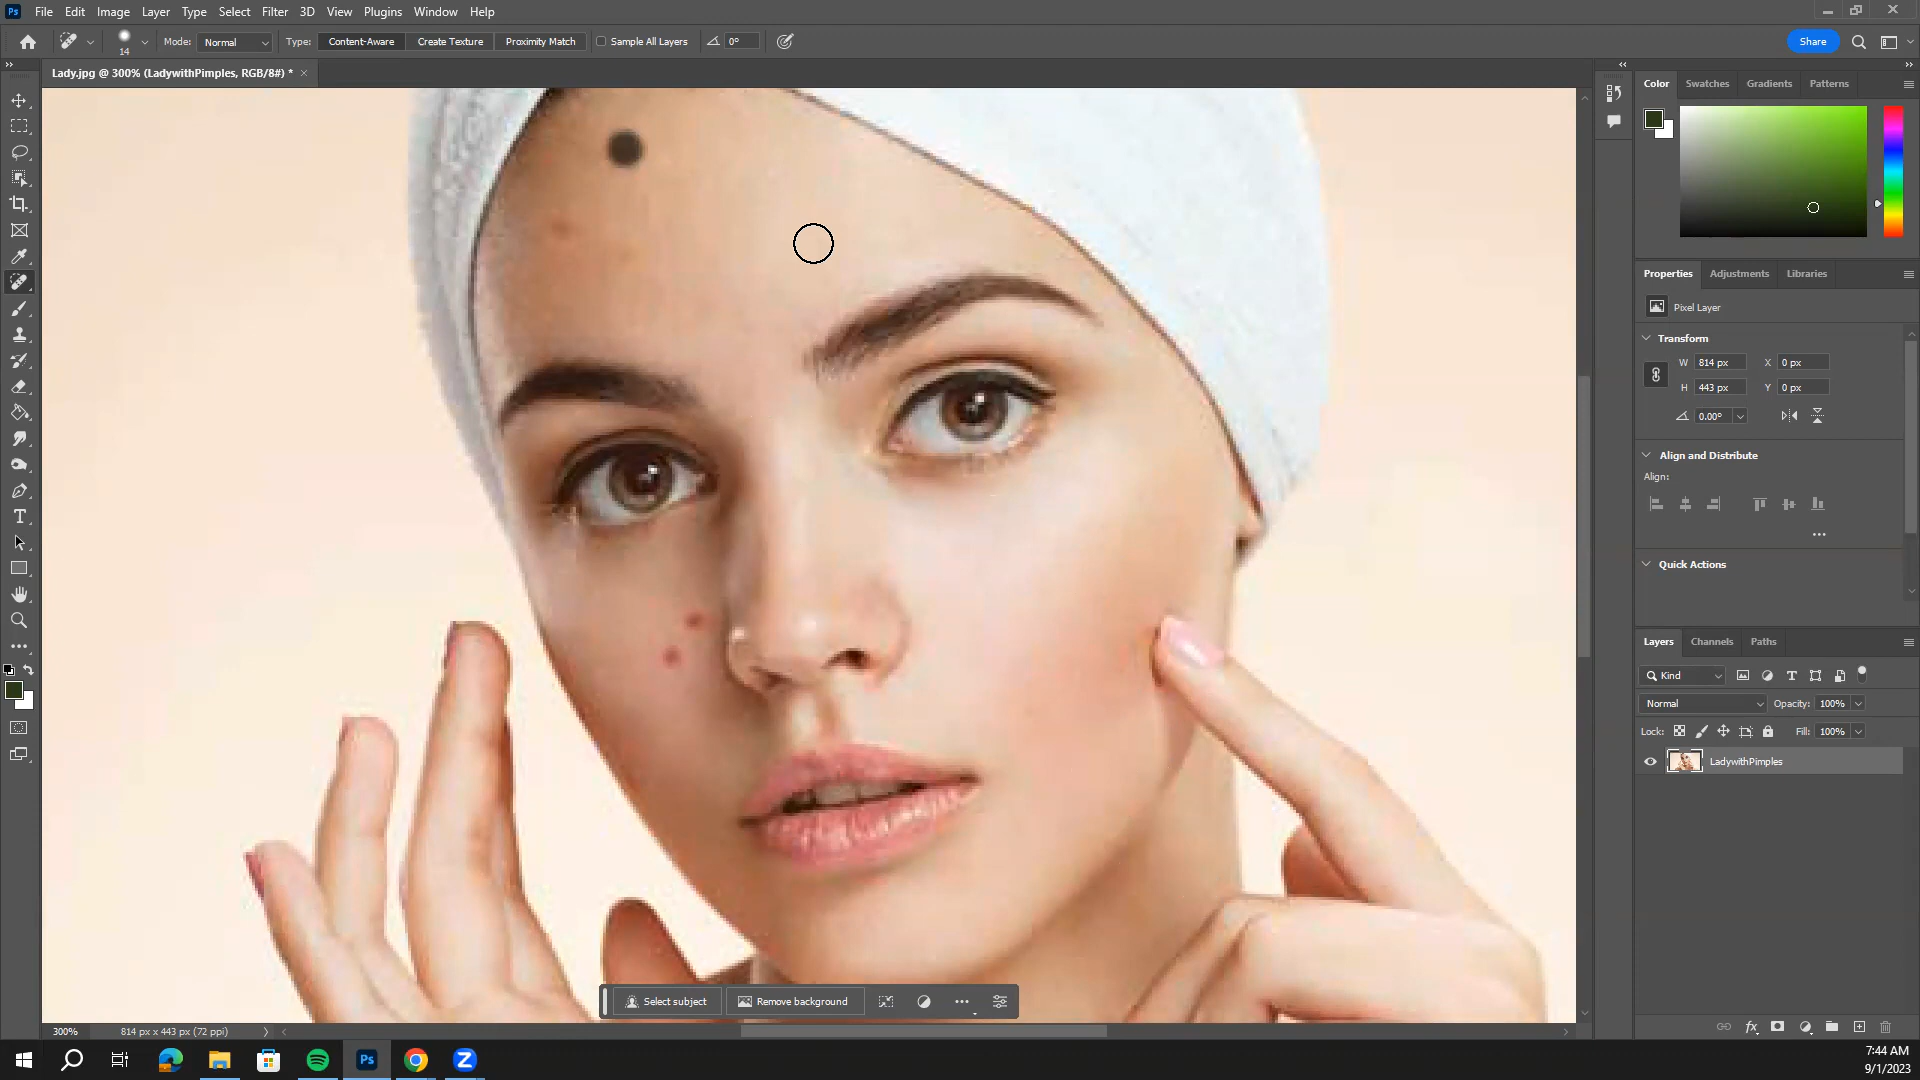 Ps File Edit Image Layer Type Select Filter 3D View Plugins Window Help
14 Mode: Normal Type: Content-Aware Create Texture Proximity Match Sample All Layers 0° Share
Lady.jpg @ 300% (LadywithPimples, RGB/8#) * ×
Color Swatches Gradients Patterns
Properties Adjustments Libraries
Pixel Layer
Transform
W 814 px X 0 px
H 443 px Y 0 px
0.00°
Align and Distribute
Align:
Quick Actions
Layers Channels Paths
Kind
Normal Opacity: 100%
Lock: Fill: 100%
LadywithPimples
Select subject Remove background
300% 814 px x 443 px (72 ppi)
Ps Z
7:44 AM
9/1/2023